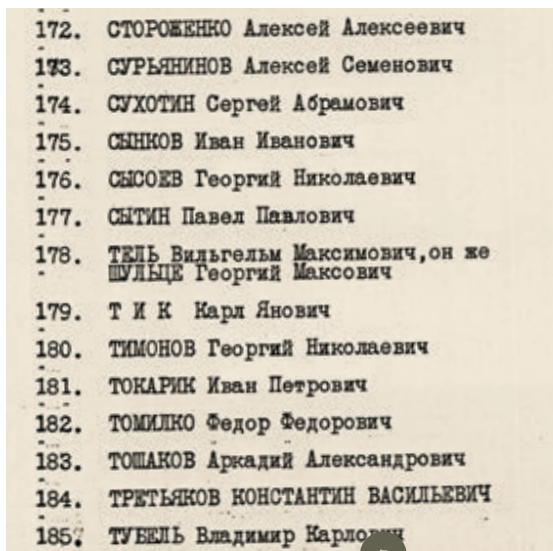 172. СТОРОЖЕНКО Алексей Алексеевич
173. СУРЬЯНИНОВ Алексей Семенович
174. СУХОТИН Сергей Абрамович
175. СЫНКОВ Иван Иванович
176. СЫСОЕВ Георгий Николаевич
177. СЫТИН Павел Павлович
178. ТЕЛЬ Вильгельм Максимович,он же
ШУЛЬЦЕ Георгий Максович
179. Т И К Карл Янович
180. ТИМОНОВ Георгий Николаевич
181. ТОКАРИК Иван Петрович
182. ТОМИЛКО Федор Федорович
183. ТОШАКОВ Аркадий Александрович
184. ТРЕТЬЯКОВ КОНСТАНТИН ВАСИЛЬЕВИЧ
185. ТУБЕЛЬ Владимир Карлович